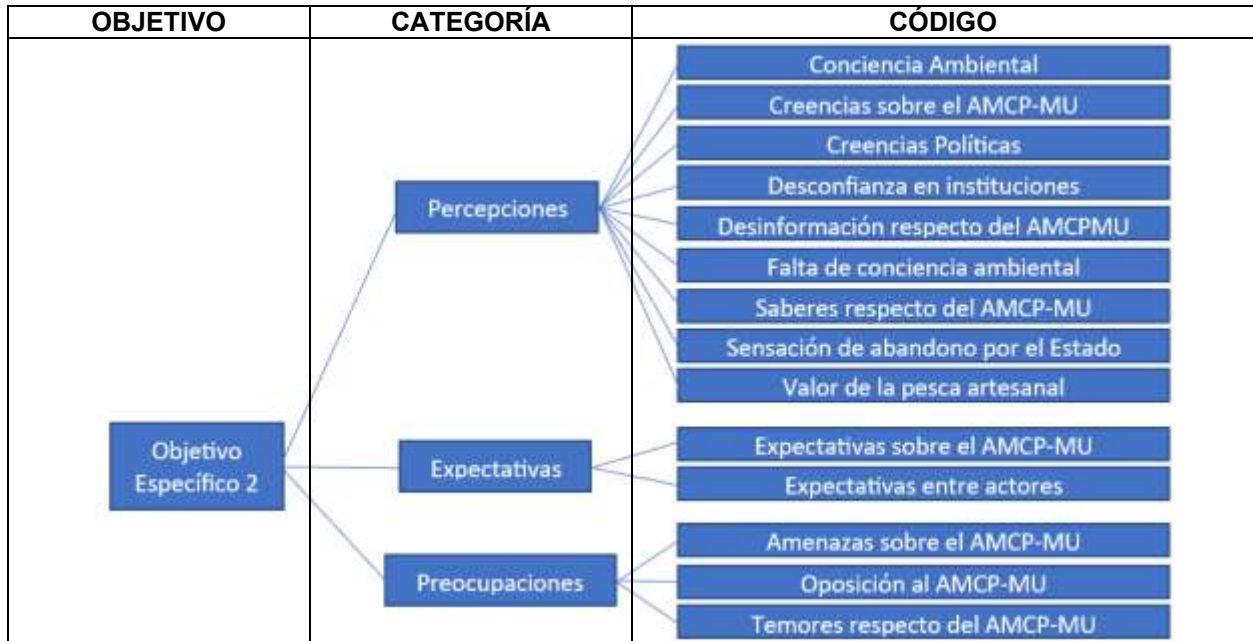 OBJETIVO
CATEGORÍA
CÓDIGO
Objetivo
Específico 2
Percepciones
Conciencia Ambiental
Creencias sobre el AMCP-MU
Creencias Políticas
Desconfianza en instituciones
Desinformación respecto del AMCPMU
Falta de conciencia ambiental
Saberes respecto del AMCP-MU
Sensación de abandono por el Estado
Valor de la pesca artesanal
Expectativas
Expectativas sobre el AMCP-MU
Expectativas entre actores
Preocupaciones
Amenazas sobre el AMCP-MU
Oposición al AMCP-MU
Temores respecto del AMCP-MU